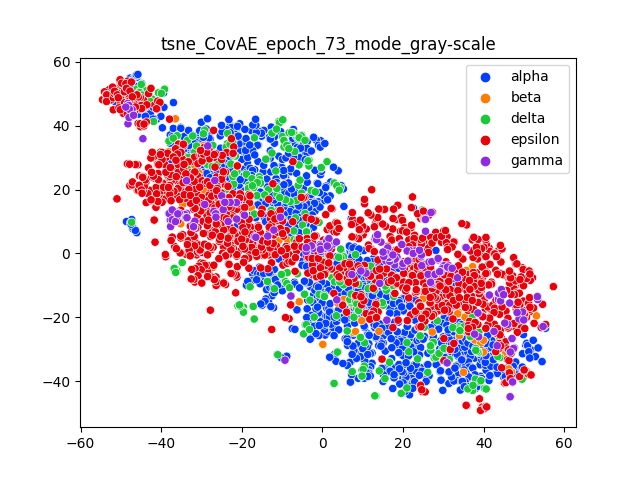 tsne_CovAE_epoch_73_mode_gray-scale
alpha
beta
delta
epsilon
gamma
60
40
20
0
−20
−40
−60 −40 −20 0 20 40 60